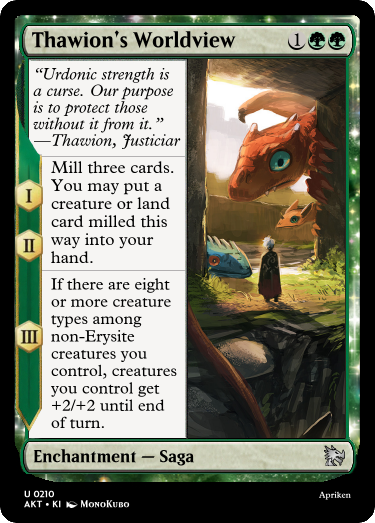 Thawion's Worldview 1
“Urdonic strength is
a curse. Our purpose
is to protect those
without it from it.”
—Thawion, Justiciar
I
II
Mill three cards.
You may put a
creature or land
card milled this
way into your
hand.
III
If there are eight
or more creature
types among
non-Erysite
creatures you
control, creatures
you control get
+2/+2 until end
of turn.
Enchantment — Saga
U 0210
AKT • KI MonoKubo
Apriken